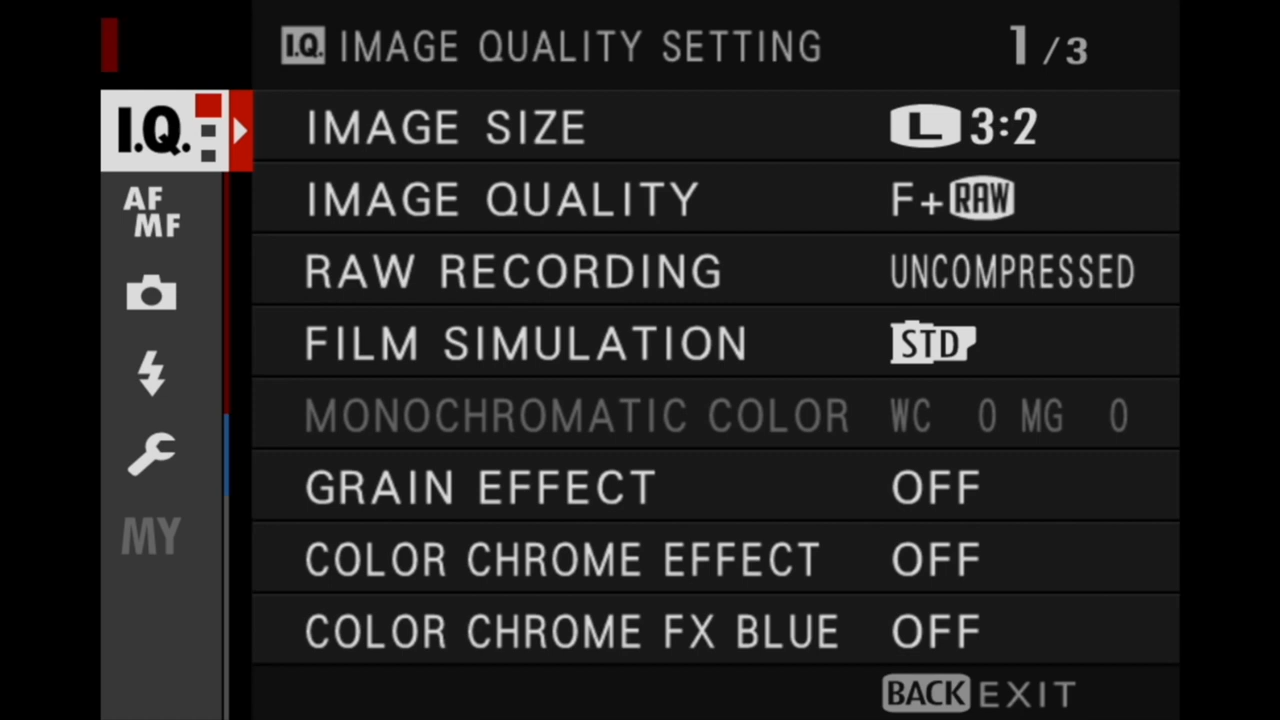 I.Q. IMAGE QUALITY SETTING 1/3
I.Q.
IMAGE SIZE L 3:2
IMAGE QUALITY F+RAW
AF
MF
RAW RECORDING UNCOMPRESSED
FILM SIMULATION STD
MONOCHROMATIC COLOR WC 0 MG 0
GRAIN EFFECT OFF
MY
COLOR CHROME EFFECT OFF
COLOR CHROME FX BLUE OFF
BACK EXIT